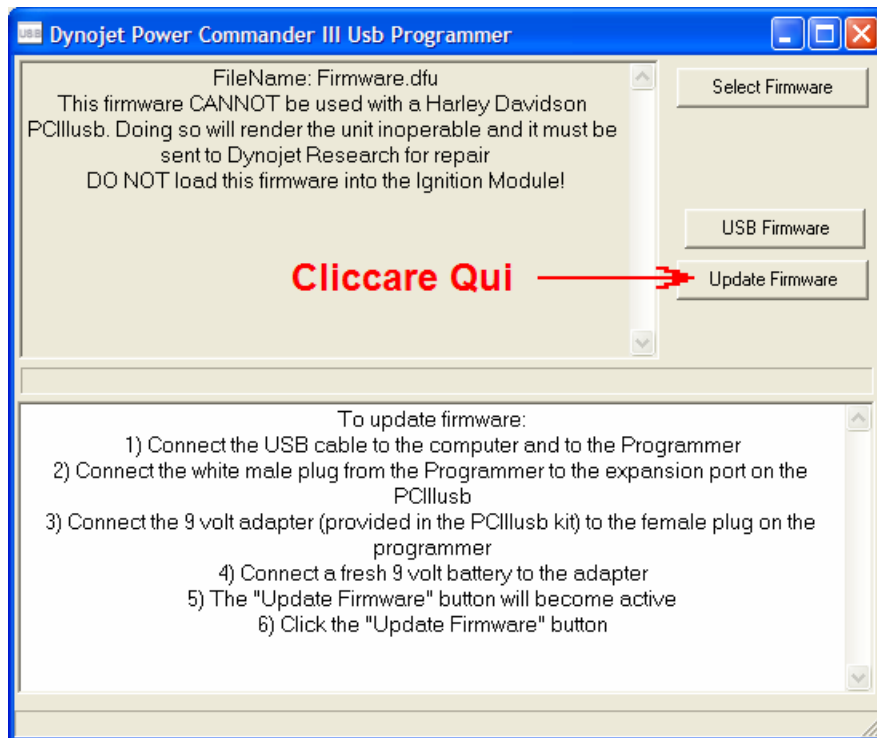 USB Dynojet Power Commander III Usb Programmer
FileName: Firmware.dfu
This firmware CANNOT be used with a Harley Davidson
PCIIIusb. Doing so will render the unit inoperable and it must be
sent to Dynojet Research for repair
DO NOT load this firmware into the Ignition Module!
Select Firmware
USB Firmware
Cliccare Qui
Update Firmware
To update firmware:
1) Connect the USB cable to the computer and to the Programmer
2) Connect the white male plug from the Programmer to the expansion port on the
PCIIIusb
3) Connect the 9 volt adapter (provided in the PCIIIusb kit) to the female plug on the
programmer
4) Connect a fresh 9 volt battery to the adapter
5) The "Update Firmware" button will become active
6) Click the "Update Firmware" button